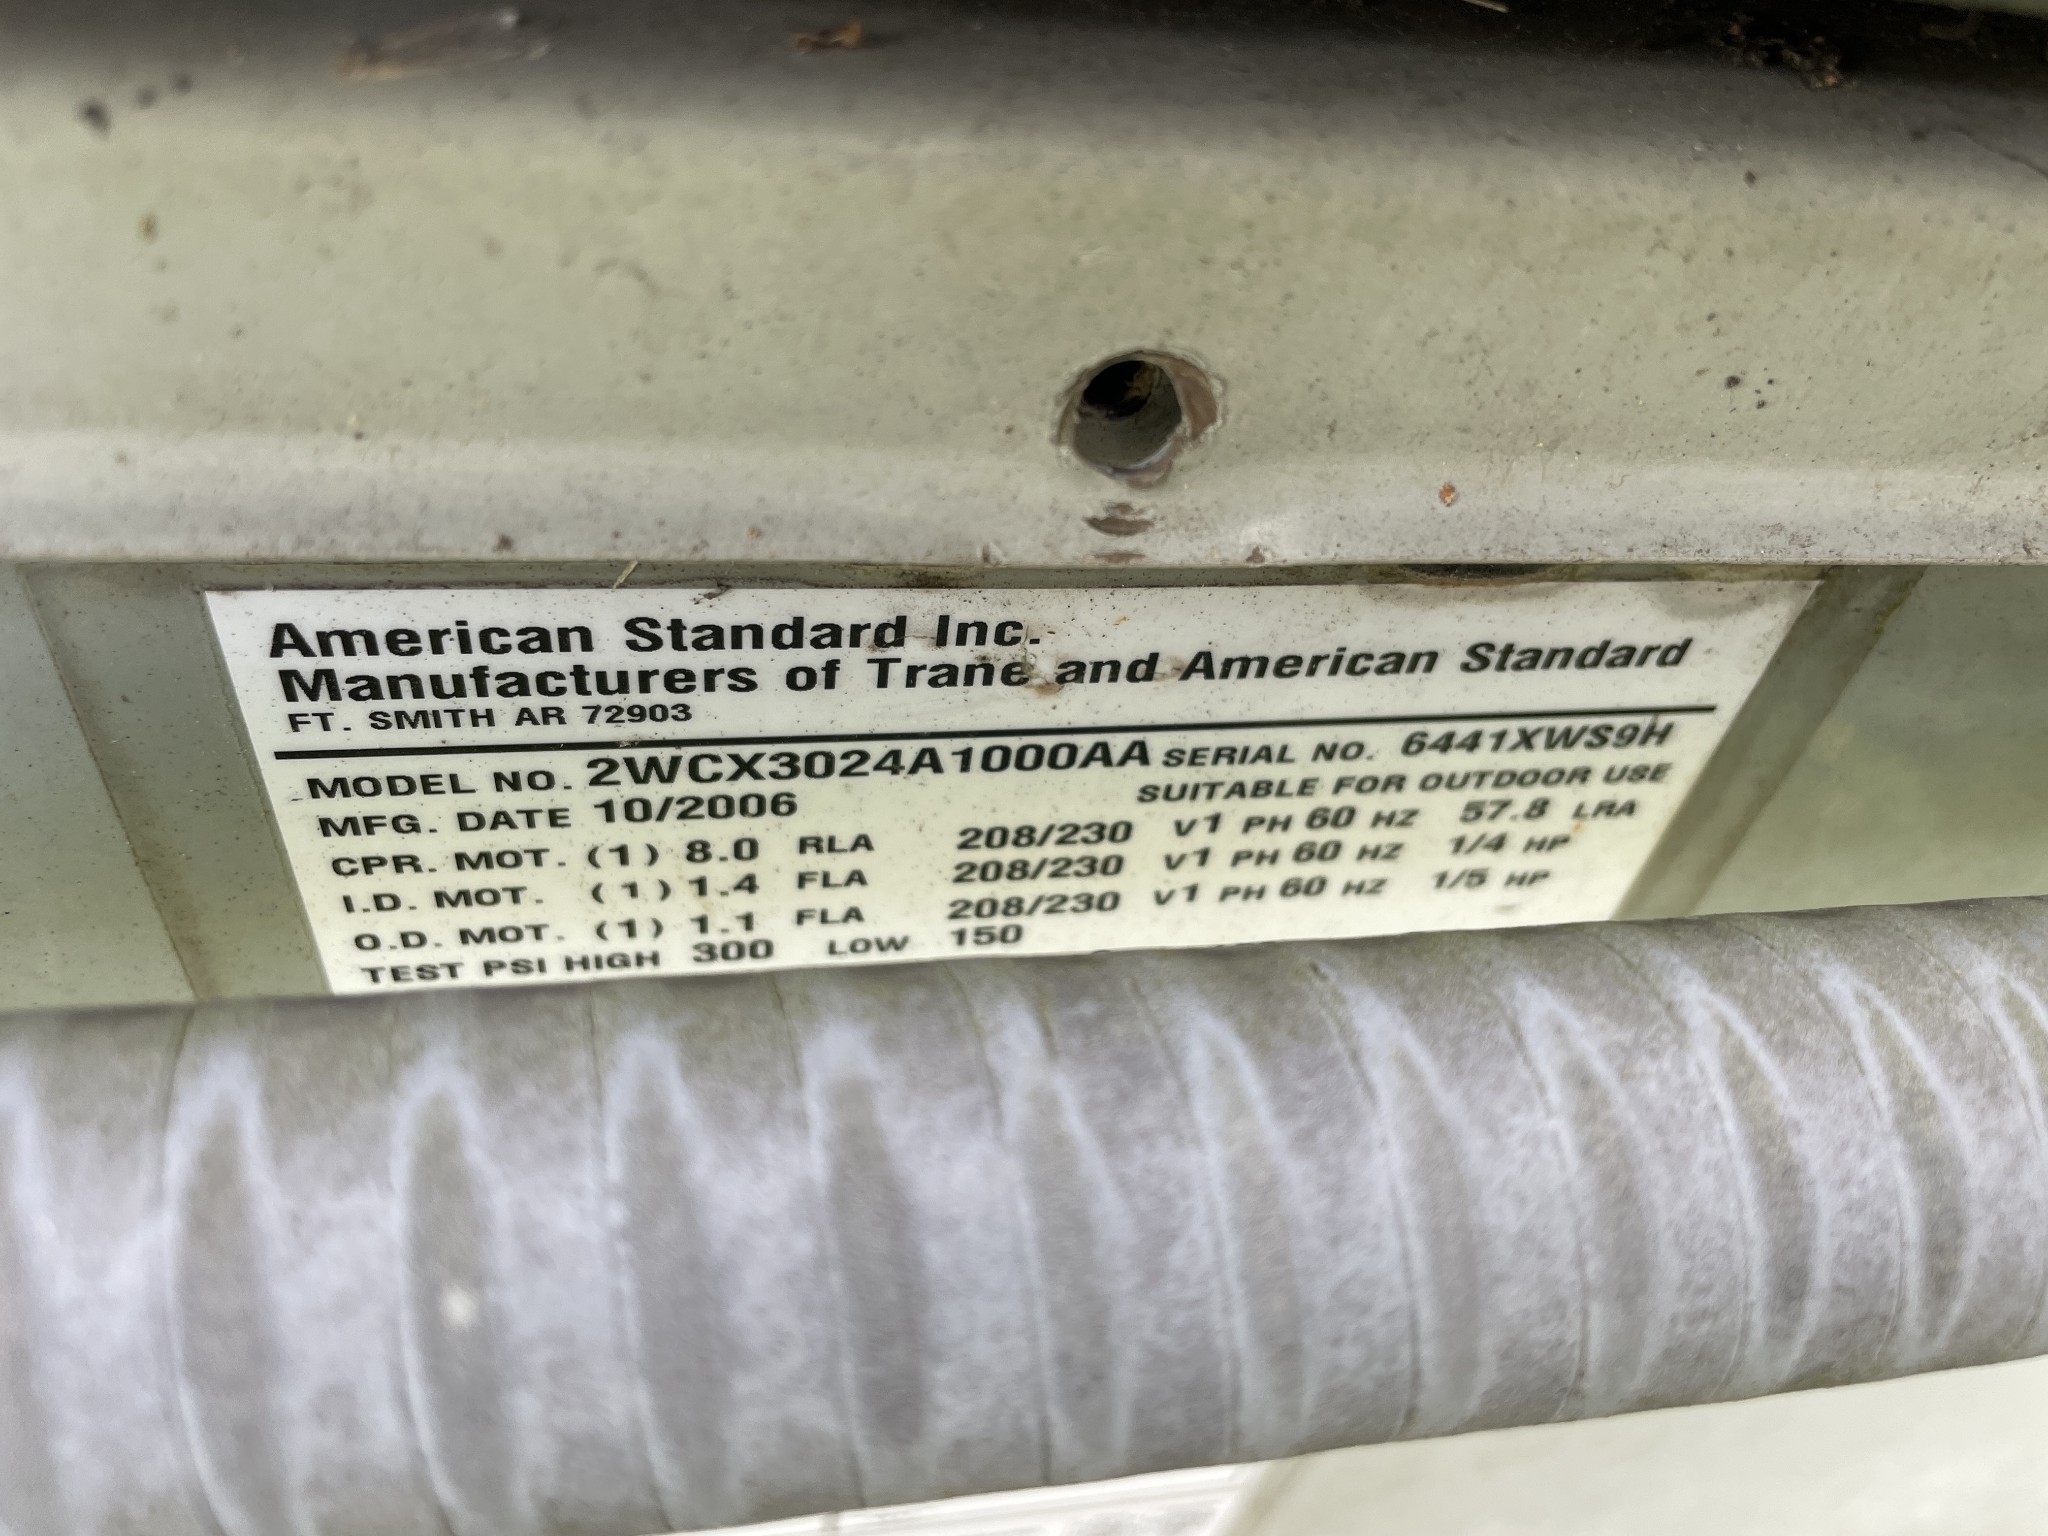 American Standard Inc.
Manufacturers of Trane and American Standard
FT. SMITH AR 72903
MODEL NO. 2WCX3024A1000AA SERIAL NO. 6441XWS9H
MFG. DATE 10/2006 SUITABLE FOR OUTDOOR USE
CPR. MOT. (1) 8.0 RLA 208/230 V1 PH 60 HZ 57.8 LRA
I.D. MOT. (1) 1.4 FLA 208/230 V1 PH 60 HZ 1/4 HP
O.D. MOT. (1) 1.1 FLA 208/230 V1 PH 60 HZ 1/5 HP
TEST PSI HIGH 300 LOW 150